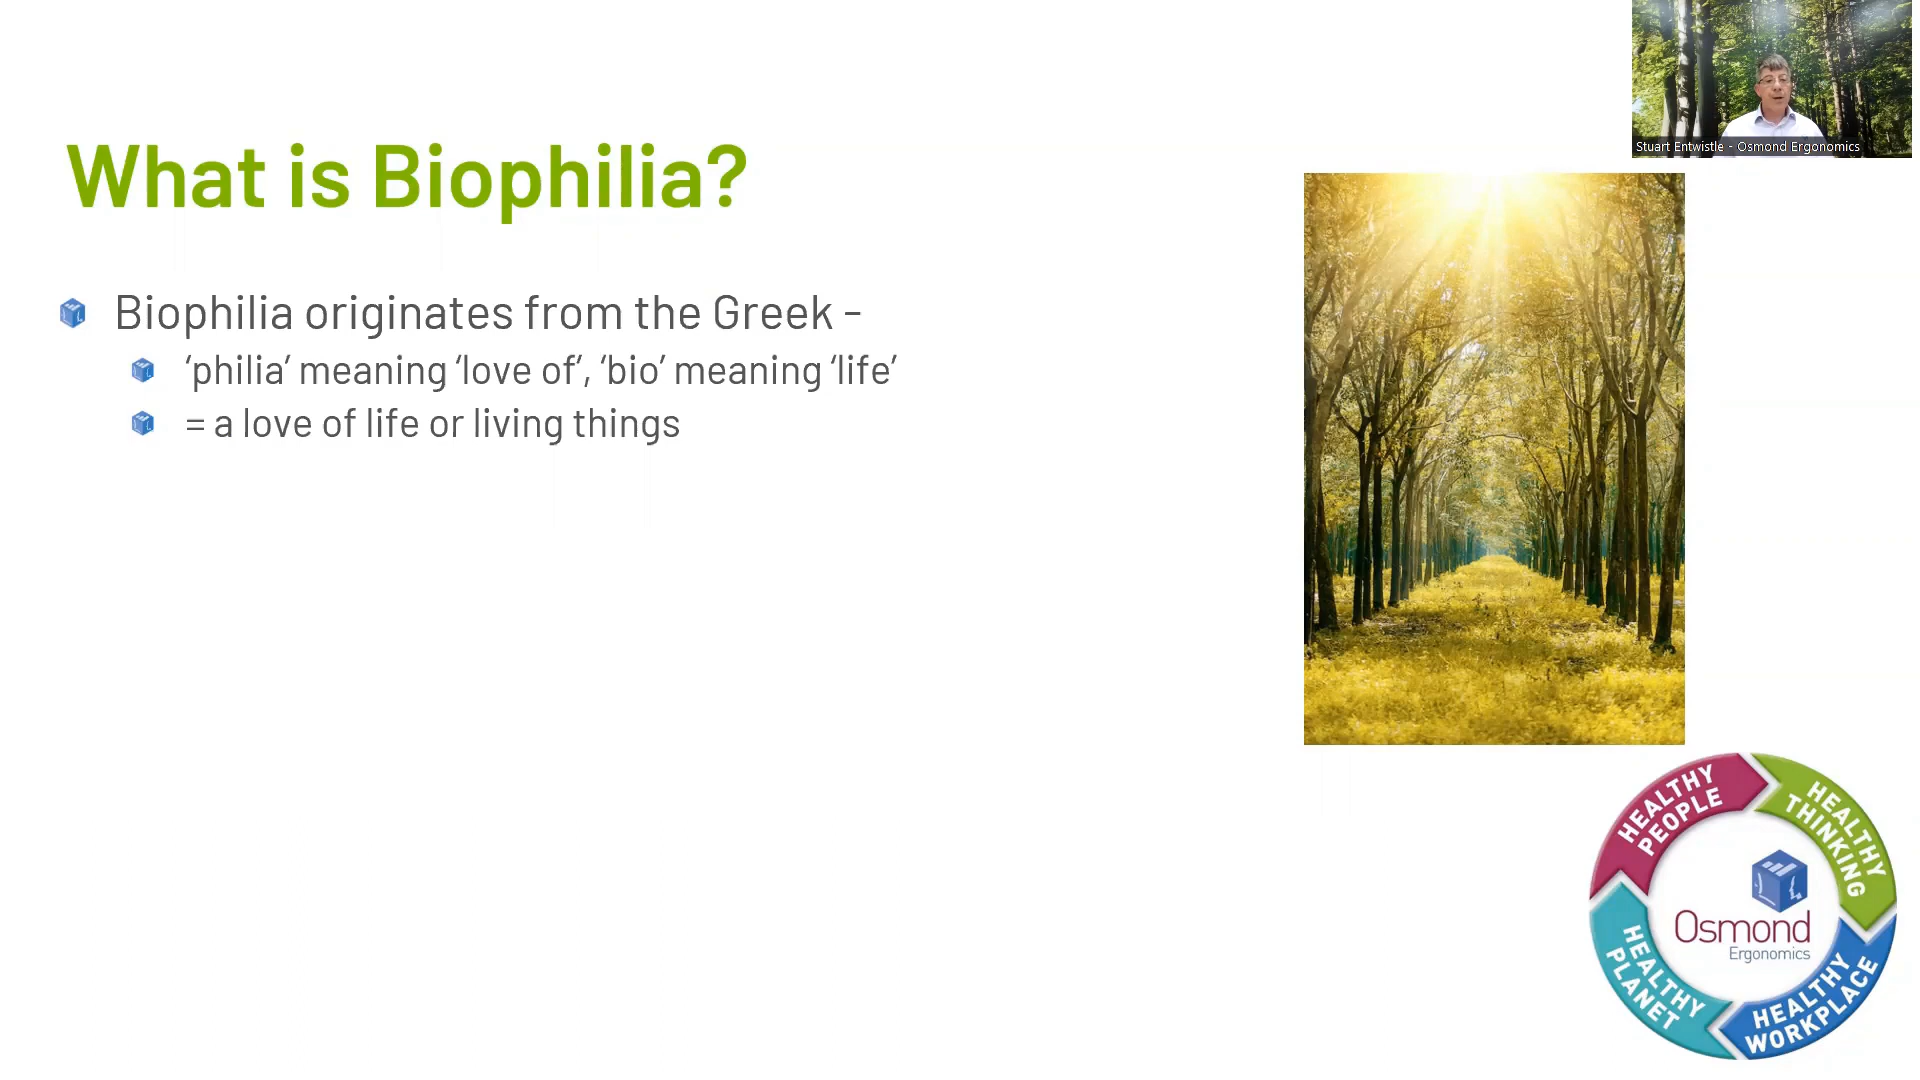 Stuart Entwistle - Osmond Ergonomics
What is Biophilia?
Biophilia originates from the Greek -
‘philia’ meaning ‘love of’, ‘bio’ meaning ‘life’
= a love of life or living things
HEALTHY
PEOPLE
HEALTHY
THINKING
HEALTHY
WORKPLACE
HEALTHY
PLANET
Osmond
Ergonomics